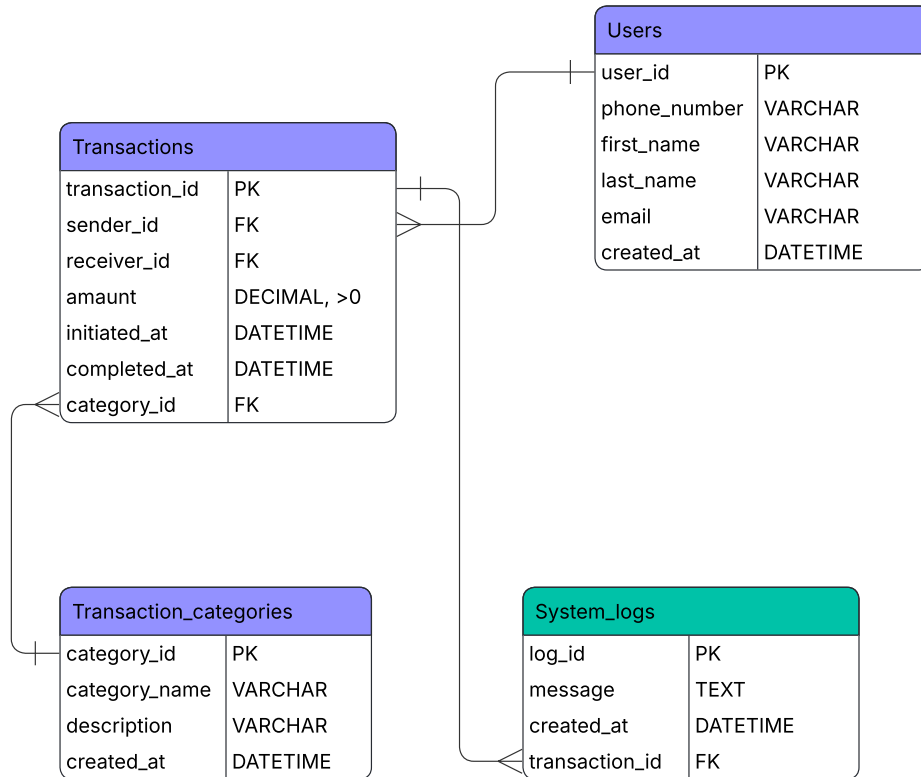 Users
user_id PK
phone_number VARCHAR
first_name VARCHAR
last_name VARCHAR
email VARCHAR
created_at DATETIME
Transactions
transaction_id PK
sender_id FK
receiver_id FK
amaunt DECIMAL, >0
initiated_at DATETIME
completed_at DATETIME
category_id FK
Transaction_categories
category_id PK
category_name VARCHAR
description VARCHAR
created_at DATETIME
System_logs
log_id PK
message TEXT
created_at DATETIME
transaction_id FK